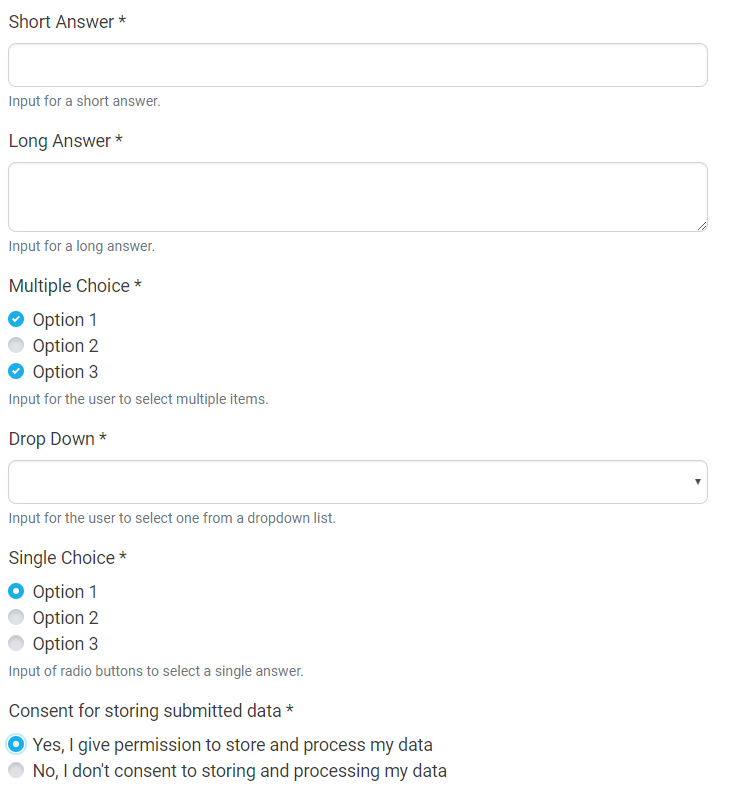 Short Answer *
Input for a short answer.
Long Answer *
Input for a long answer.
Multiple Choice *
Option 1
Option 2
Option 3
Input for the user to select multiple items.
Drop Down *
Input for the user to select one from a dropdown list.
Single Choice *
Option 1
Option 2
Option 3
Input of radio buttons to select a single answer.
Consent for storing submitted data *
Yes, I give permission to store and process my data
No, I don't consent to storing and processing my data